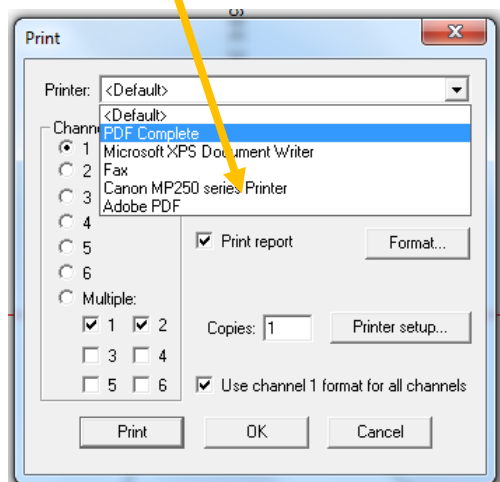 Print
Printer: <Default>
<Default>
PDF Complete
Microsoft XPS Document Writer
Fax
Canon MP250 series Printer
Adobe PDF
1
2
3
4
5
6
Multiple:
1 2
3 4
5 6
Print report
Format...
Copies: 1
Printer setup...
Use channel 1 format for all channels
Print OK Cancel